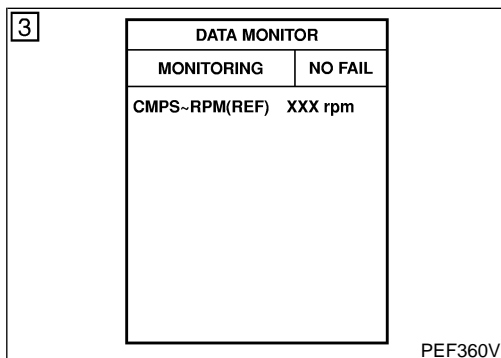 3
DATA MONITOR
MONITORING NO FAIL
CMPS~RPM(REF) XXX rpm
PEF360V